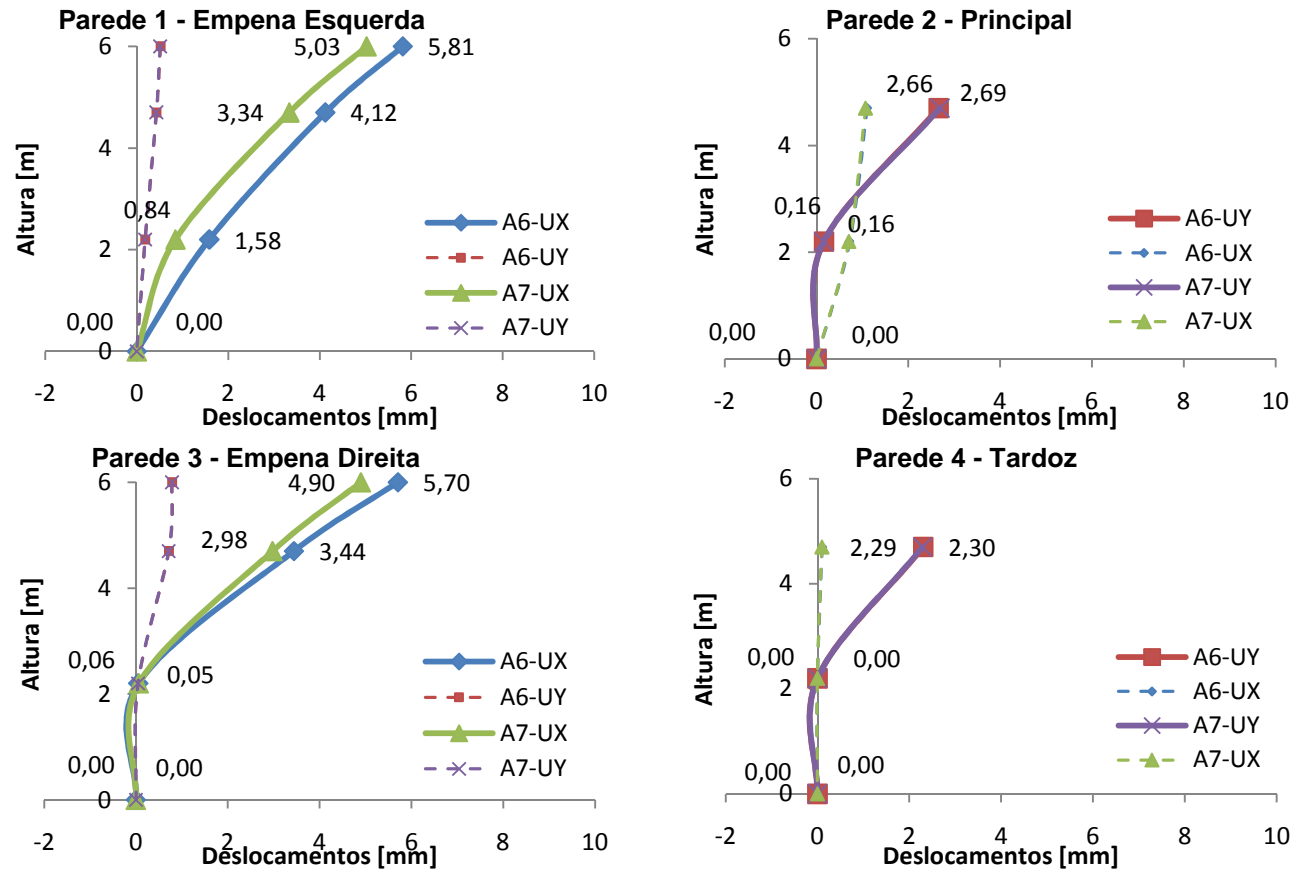 Parede 1 - Empena Esquerda
6
5,03
5,81
3,34
4,12
4
0,84
1,58
2
0,00
0,00
0
-2 0 2 4 6 8 10
Altura [m]
Deslocamentos [mm]
A6-UX
A6-UY
A7-UX
A7-UY
Parede 2 - Principal
6
2,66
2,69
4
0,16
0,16
2
0,00
0,00
0
-2 0 2 4 6 8 10
Altura [m]
Deslocamentos [mm]
A6-UY
A6-UX
A7-UY
A7-UX
Parede 3 - Empena Direita
6
4,90
5,70
2,98
3,44
4
0,06
0,05
2
0,00
0,00
0
-2 0 2 4 6 8 10
Altura [m]
Deslocamentos [mm]
A6-UX
A6-UY
A7-UX
A7-UY
Parede 4 - Tardoz
6
2,29
2,30
4
0,00
0,00
2
0,00
0,00
0
-2 0 2 4 6 8 10
Altura [m]
Deslocamentos [mm]
A6-UY
A6-UX
A7-UY
A7-UX